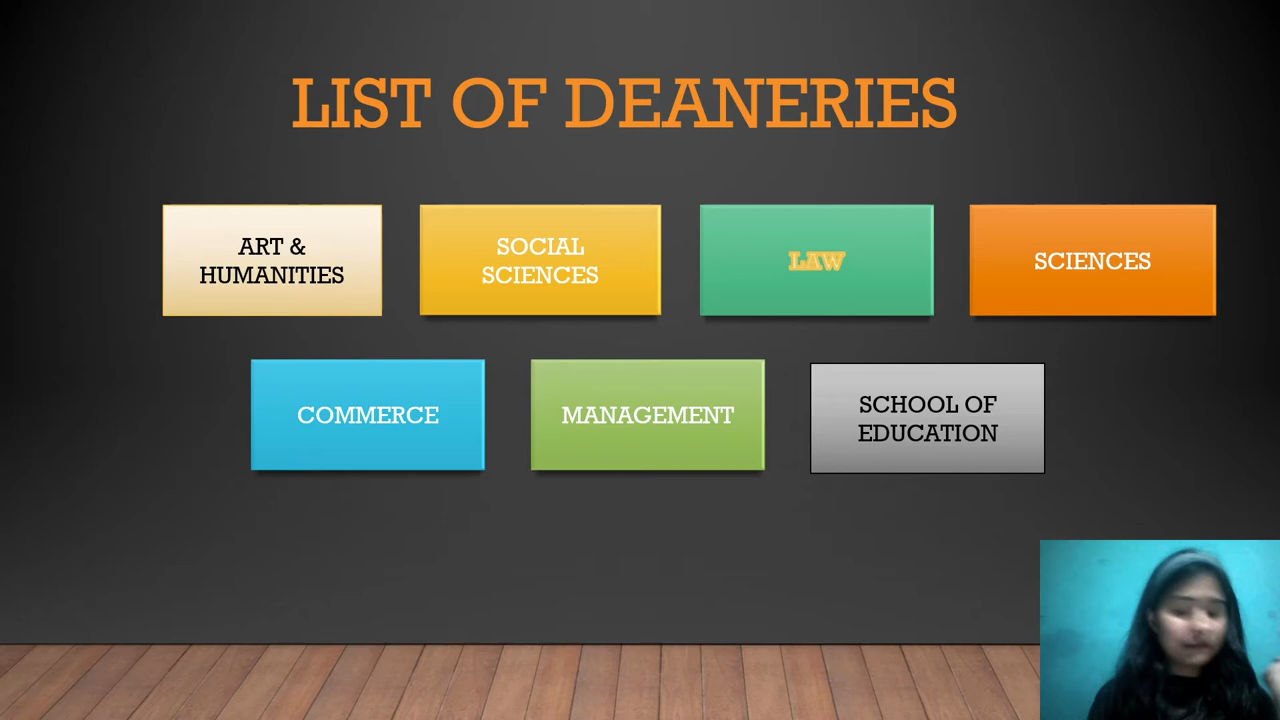 LIST OF DEANERIES
ART &
HUMANITIES
SOCIAL
SCIENCES
LAW
SCIENCES
COMMERCE
MANAGEMENT
SCHOOL OF
EDUCATION